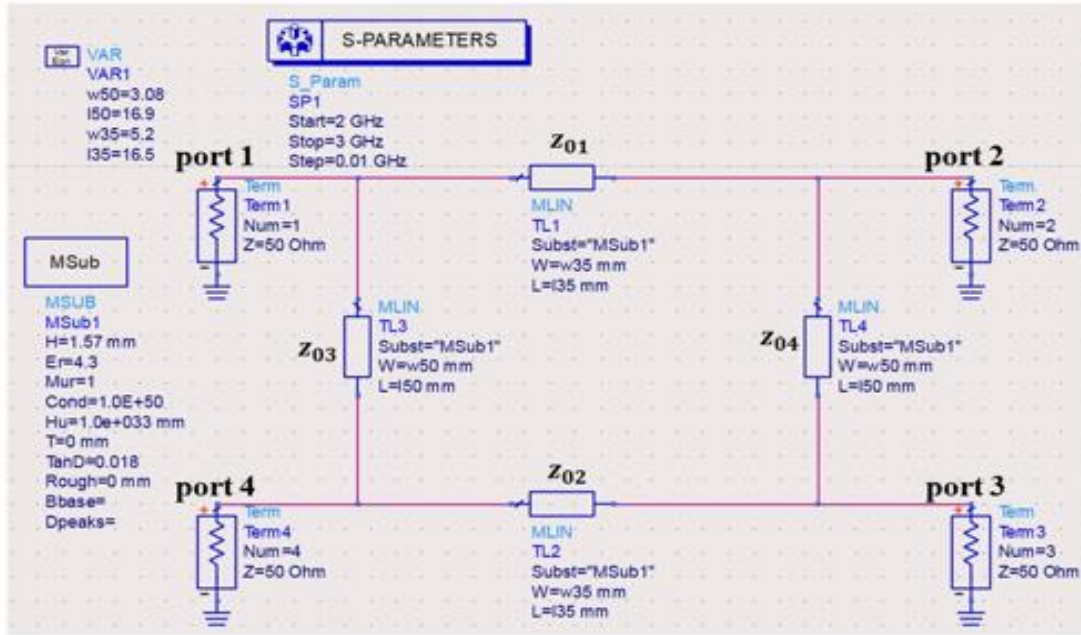 S-PARAMETERS
Var
Eqn
VAR
VAR1
w50=3.08
l50=16.9
w35=5.2
l35=16.5
S_Param
SP1
Start=2 GHz
Stop=3 GHz
Step=0.01 GHz
port 1
+
Term
Term1
Num=1
Z=50 Ohm
-
z01
MLIN
TL1
Subst="MSub1"
W=w35 mm
L=l35 mm
port 2
+
Term
Term2
Num=2
Z=50 Ohm
-
MSub
MSUB
MSub1
H=1.57 mm
Er=4.3
Mur=1
Cond=1.0E+50
Hu=1.0e+033 mm
T=0 mm
TanD=0.018
Rough=0 mm
Bbase=
Dpeaks=
z03
MLIN
TL3
Subst="MSub1"
W=w50 mm
L=l50 mm
z04
MLIN
TL4
Subst="MSub1"
W=w50 mm
L=l50 mm
port 4
+
Term
Term4
Num=4
Z=50 Ohm
-
z02
MLIN
TL2
Subst="MSub1"
W=w35 mm
L=l35 mm
port 3
+
Term
Term3
Num=3
Z=50 Ohm
-